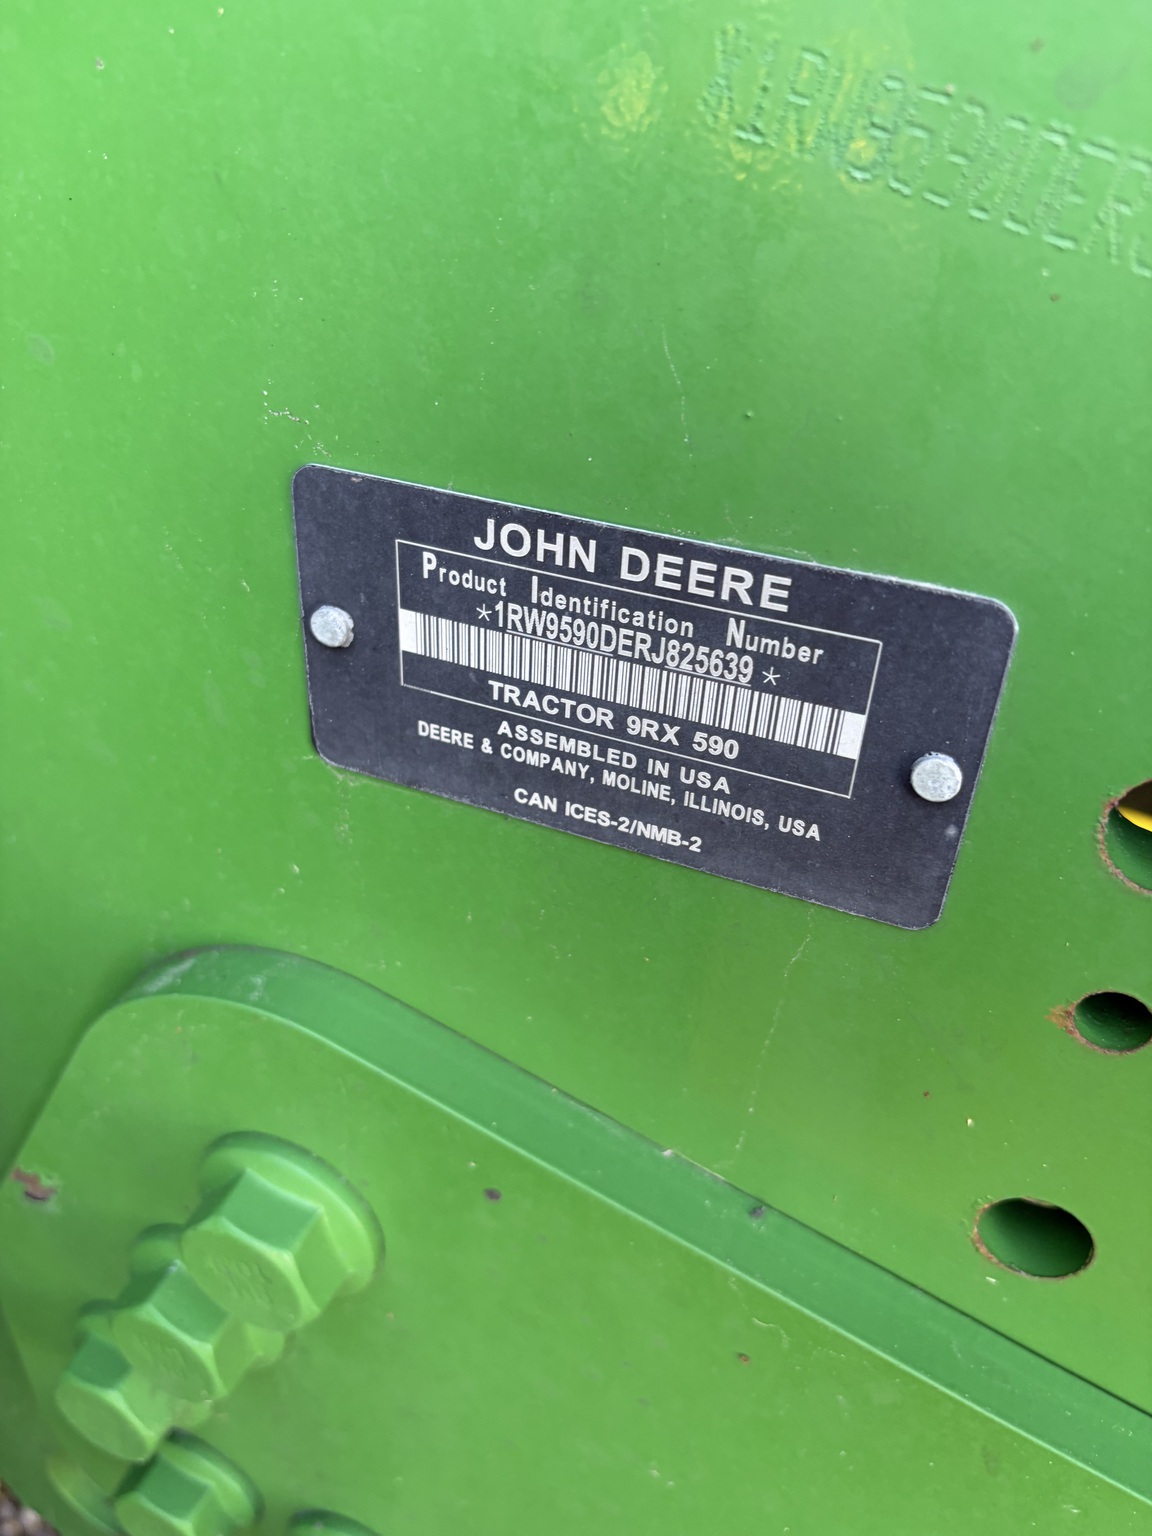 *1RW9590DERJ
JOHN DEERE
Product Identification Number
*1RW9590DERJ825639*
TRACTOR 9RX 590
ASSEMBLED IN USA
DEERE & COMPANY, MOLINE, ILLINOIS, USA
CAN ICES-2/NMB-2